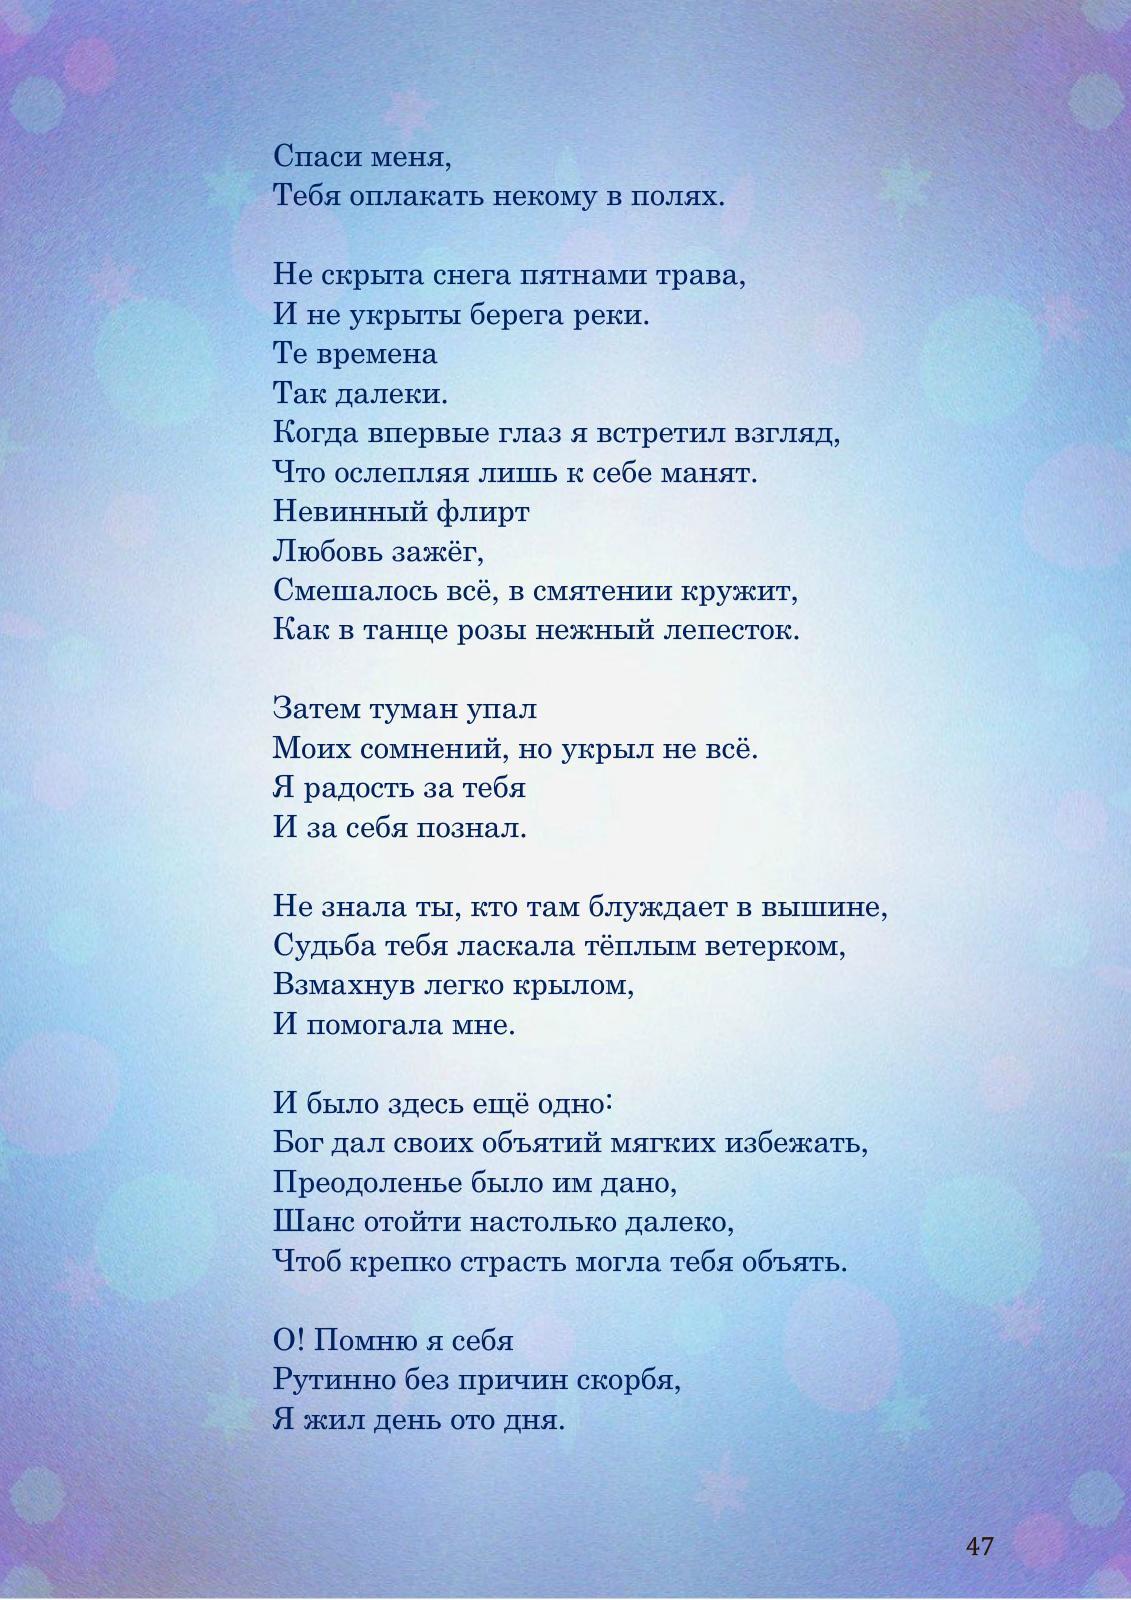 Спаси меня,
Тебя оплакать некому в полях.
Не скрыта снега пятнами трава,
И не укрыты берега реки.
Те времена
Так далеки.
Когда впервые глаз я встретил взгляд,
Что ослепляя лишь к себе манят.
Невинный флирт
Любовь зажёг,
Смешалось всё, в смятении кружит,
Как в танце розы нежный лепесток.
Затем туман упал
Моих сомнений, но укрыл не всё.
Я радость за тебя
И за себя познал.
Не знала ты, кто там блуждает в вышине,
Судьба тебя ласкала тёплым ветерком,
Взмахнув легко крылом,
И помогала мне.
И было здесь ещё одно:
Бог дал своих объятий мягких избежать,
Преодоленье было им дано,
Шанс отойти настолько далеко,
Чтоб крепко страсть могла тебя объять.
О! Помню я себя
Рутинно без причин скорбя,
Я жил день ото дня.
47